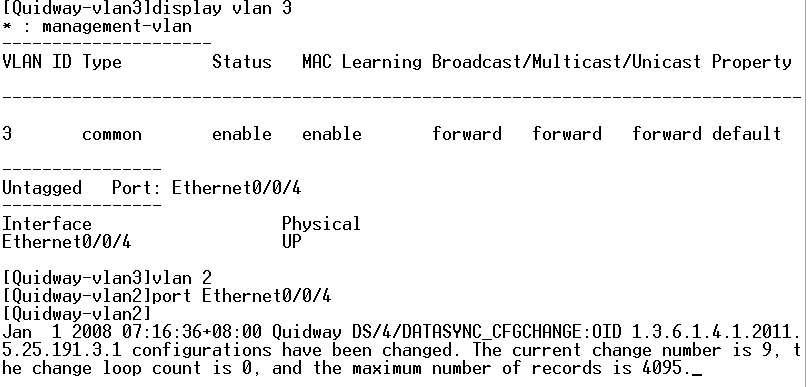 [Quidway-vlan3]display vlan 3
* : management-vlan
---------------------
VLAN ID Type         Status   MAC Learning Broadcast/Multicast/Unicast Property
--------------------------------------------------------------------------------
3       common       enable   enable       forward   forward   forward default
----------------
Untagged   Port: Ethernet0/0/4
----------------
Interface                   Physical
Ethernet0/0/4               UP
[Quidway-vlan3]vlan 2
[Quidway-vlan2]port Ethernet0/0/4
[Quidway-vlan2]
Jan  1 2008 07:16:36+08:00 Quidway DS/4/DATASYNC_CFGCHANGE:OID 1.3.6.1.4.1.2011.
5.25.191.3.1 configurations have been changed. The current change number is 9, t
he change loop count is 0, and the maximum number of records is 4095._